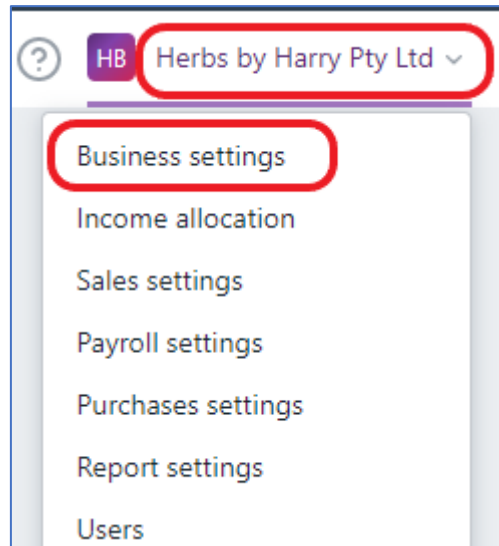 ? HB Herbs by Harry Pty Ltd
Business settings
Income allocation
Sales settings
Payroll settings
Purchases settings
Report settings
Users